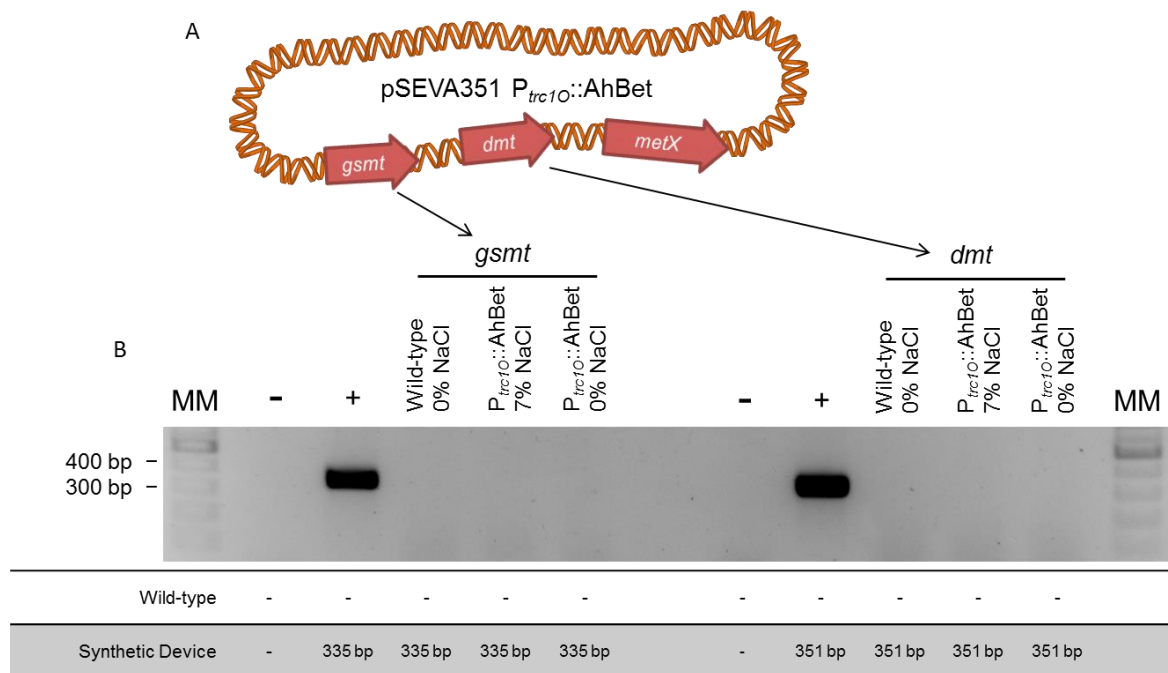 A
pSEVA351 Ptrc1O::AhBet
gsmt
dmt
metX
gsmt
dmt
B
MM
-
+
Wild-type
0% NaCl
Ptrc1O::AhBet
7% NaCl
Ptrc1O::AhBet
0% NaCl
-
+
Wild-type
0% NaCl
Ptrc1O::AhBet
7% NaCl
Ptrc1O::AhBet
0% NaCl
MM
400 bp –
300 bp –
Wild-type - - - - - - - - - -
Synthetic Device - 335 bp 335 bp 335 bp 335 bp - 351 bp 351 bp 351 bp 351 bp